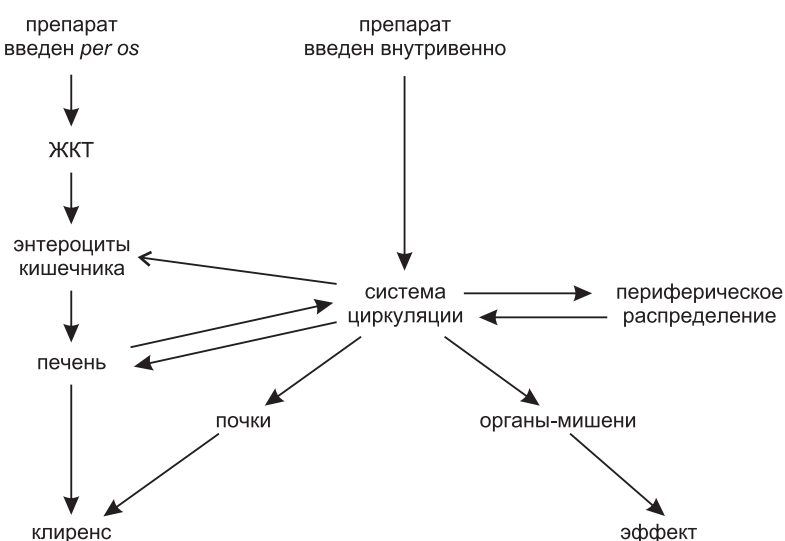 препарат
введен per os
препарат
введен внутривенно
ЖКТ
энтероциты
кишечника
система
циркуляции
периферическое
распределение
печень
почки
органы-мишени
клиренс
эффект